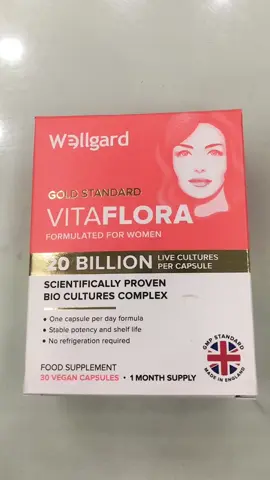 Wellgard
GOLD STANDARD
VITAFLORA
FORMULATED FOR WOMEN
20 BILLION
LIVE CULTURES
PER CAPSULE
SCIENTIFICALLY PROVEN
BIO CULTURES COMPLEX
• One capsule per day formula
• Stable potency and shelf life
• No refrigeration required
GMP STANDARD
MADE IN ENGLAND
FOOD SUPPLEMENT
30 VEGAN CAPSULES • 1 MONTH SUPPLY